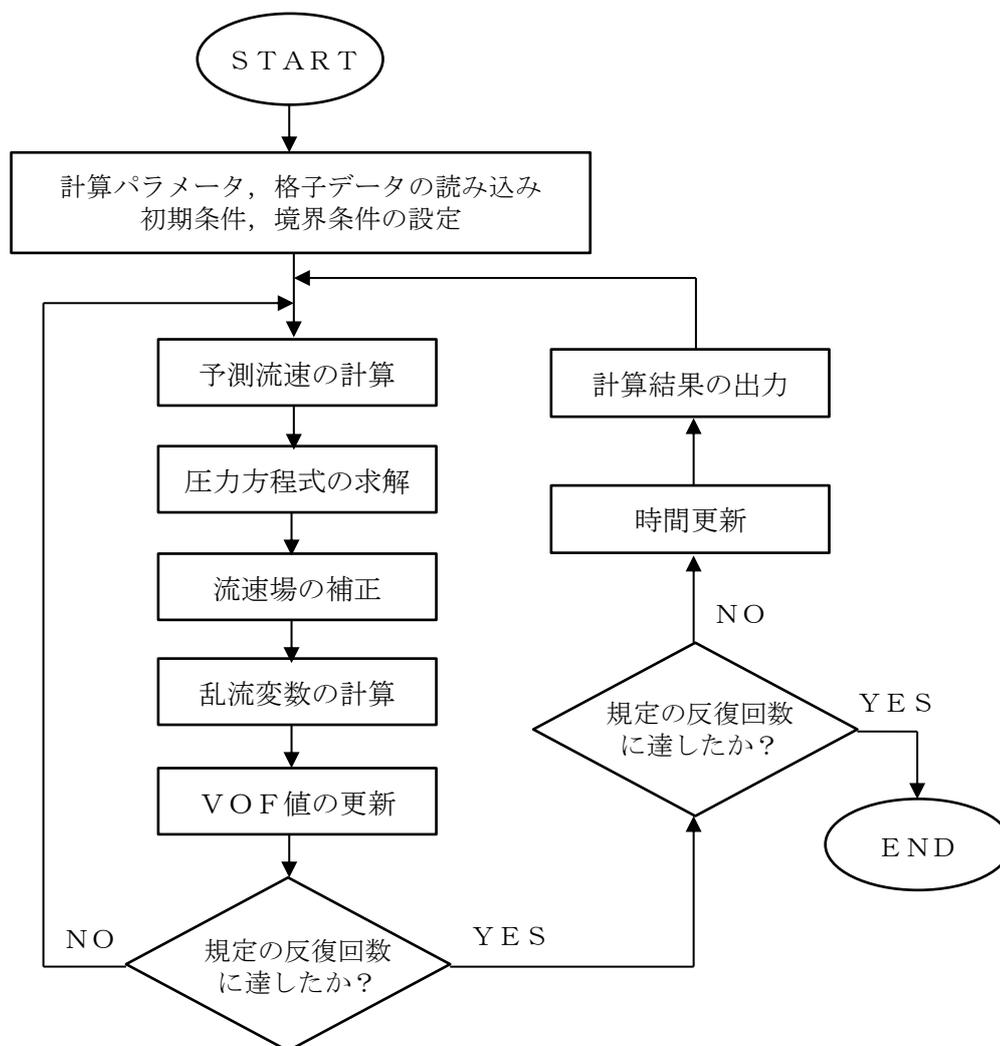 ＳＴＡＲＴ
計算パラメータ，格子データの読み込み
初期条件，境界条件の設定
予測流速の計算
圧力方程式の求解
流速場の補正
乱流変数の計算
ＶＯＦ値の更新
規定の反復回数
に達したか？
ＮＯ
ＹＥＳ
計算結果の出力
時間更新
ＮＯ
規定の反復回数
に達したか？
ＹＥＳ
ＥＮＤ